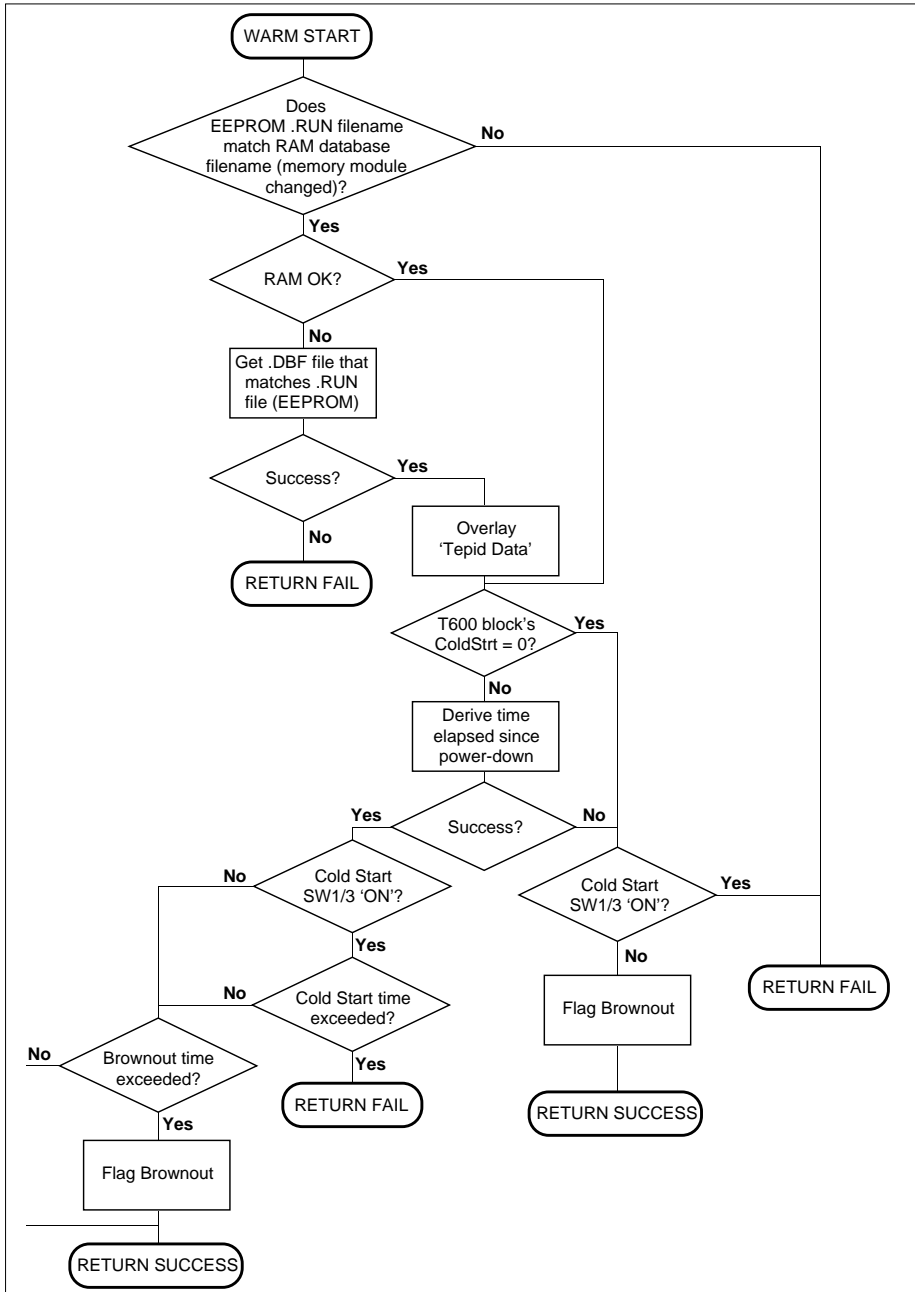 WARM START
Does
EEPROM .RUN filename
match RAM database
filename (memory module
changed)?
No
Yes
RAM OK?
Yes
No
Get .DBF file that
matches .RUN
file (EEPROM)
Success?
Yes
No
RETURN FAIL
Overlay
‘Tepid Data’
T600 block's
ColdStrt = 0?
Yes
No
Derive time
elapsed since
power-down
Success?
Yes
No
Cold Start
SW1/3 ‘ON’?
No
Yes
Cold Start
SW1/3 ‘ON’?
Yes
No
Cold Start time
exceeded?
No
Yes
RETURN FAIL
Flag Brownout
RETURN SUCCESS
RETURN FAIL
Brownout time
exceeded?
No
Yes
Flag Brownout
RETURN SUCCESS